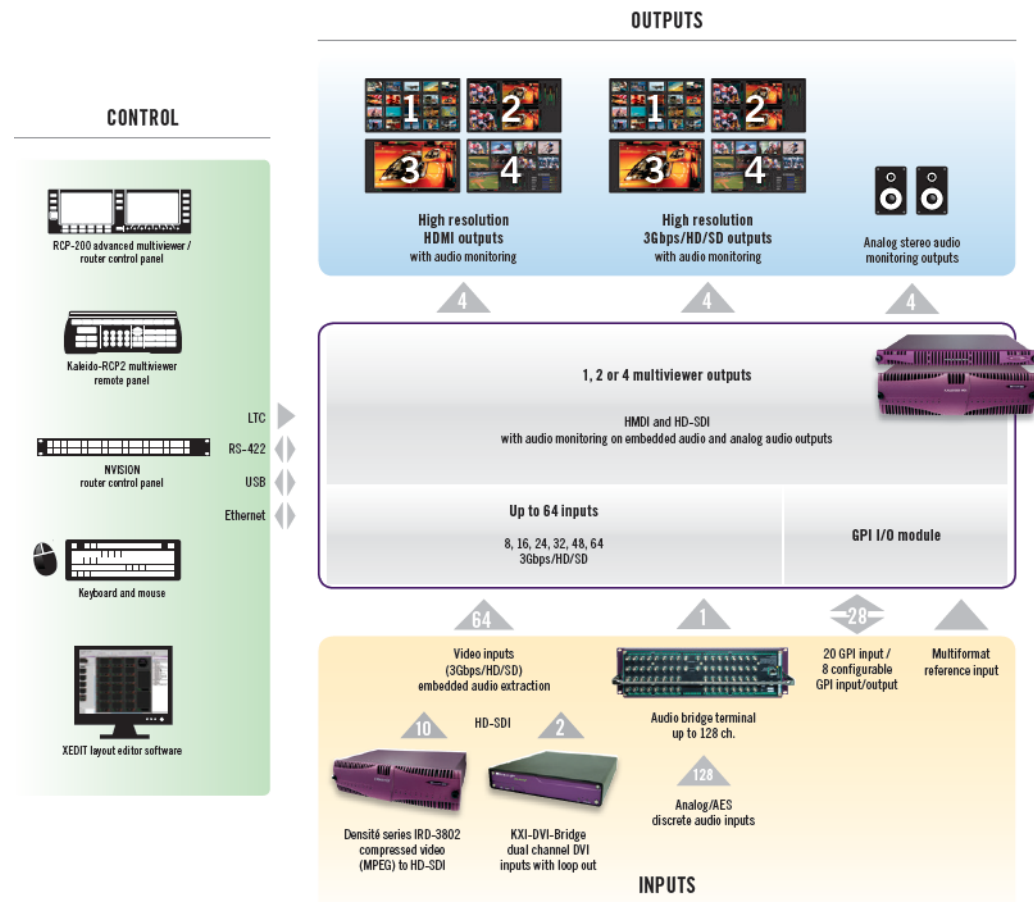 OUTPUTS
CONTROL
RCP-200 advanced multiviewer /
router control panel
Kaleido-RCP2 multiviewer
remote panel
NVISION
router control panel
Keyboard and mouse
XEDIT layout editor software
LTC
RS-422
USB
Ethernet
1
2
3
4
High resolution
HDMI outputs
with audio monitoring
1
2
3
4
High resolution
3Gbps/HD/SD outputs
with audio monitoring
Analog stereo audio
monitoring outputs
4
4
4
1, 2 or 4 multiviewer outputs
HMDI and HD-SDI
with audio monitoring on embedded audio and analog audio outputs
Up to 64 inputs
8, 16, 24, 32, 48, 64
3Gbps/HD/SD
GPI I/O module
64
1
28
Video inputs
(3Gbps/HD/SD)
embedded audio extraction
10
HD-SDI
2
Densité series IRD-3802
compressed video
(MPEG) to HD-SDI
KXI-DVI-Bridge
dual channel DVI
inputs with loop out
Audio bridge terminal
up to 128 ch.
128
Analog/AES
discrete audio inputs
20 GPI input /
8 configurable
GPI input/output
Multiformat
reference input
INPUTS